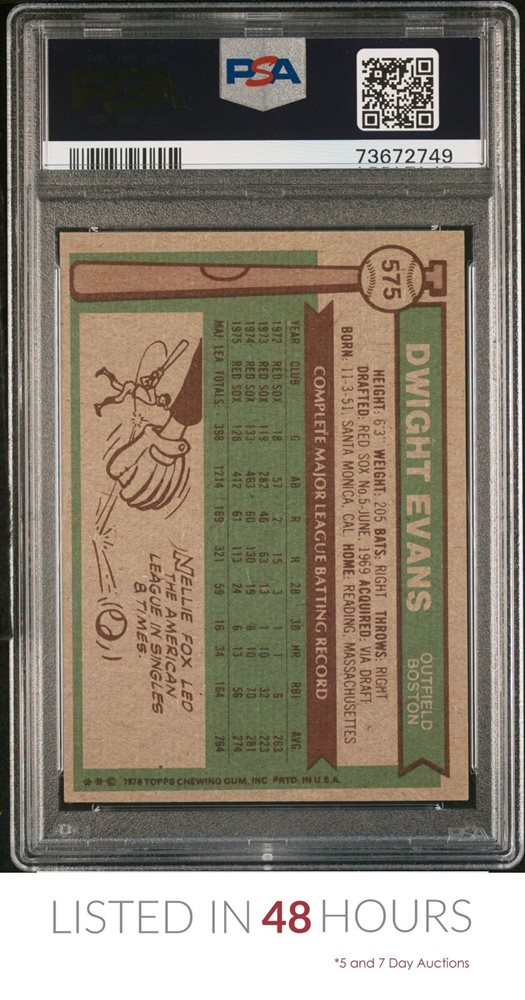 PSA
73672749
575
DWIGHT EVANS
OUTFIELD
BOSTON
HEIGHT: 6'3" WEIGHT: 205 BATS: RIGHT THROWS: RIGHT
DRAFTED: RED SOX No.5-JUNE, 1969 ACQUIRED: VIA DRAFT
BORN: 11-3-51, SANTA MONICA, CAL HOME: READING, MASSACHUSETTES
COMPLETE MAJOR LEAGUE BATTING RECORD
YEAR CLUB G AB R H 2B 3B HR RBI AVG.
1972 RED SOX 18 57 2 15 3 1 1 6 263
1973 RED SOX 119 282 46 63 13 1 10 32 223
1974 RED SOX 133 463 60 130 19 8 10 70 281
1975 RED SOX 128 412 61 113 24 6 13 56 274
MAJ. LEA. TOTALS 398 1214 169 321 59 16 34 164 264
NELLIE FOX LED
THE AMERICAN
LEAGUE IN SINGLES
8 TIMES.
**© 1976 TOPPS CHEWING GUM, INC. PRTD. IN U.S.A.
PSA
LISTED IN 48 HOURS
*5 and 7 Day Auctions